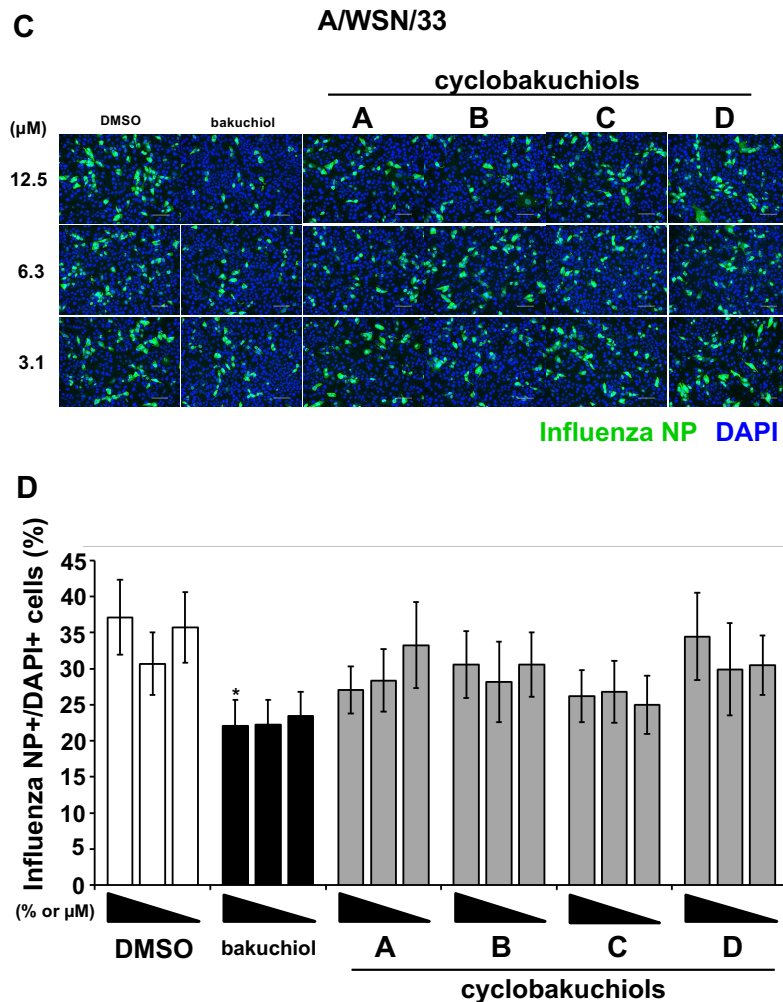 C
A/WSN/33
cyclobakuchiols
(µM) DMSO bakuchiol A B C D
12.5
6.3
3.1
Influenza NP DAPI
D
Influenza NP+/DAPI+ cells (%)
45
40
35
30
25
20
15
10
5
0
*
(% or µM)
DMSO bakuchiol A B C D
cyclobakuchiols